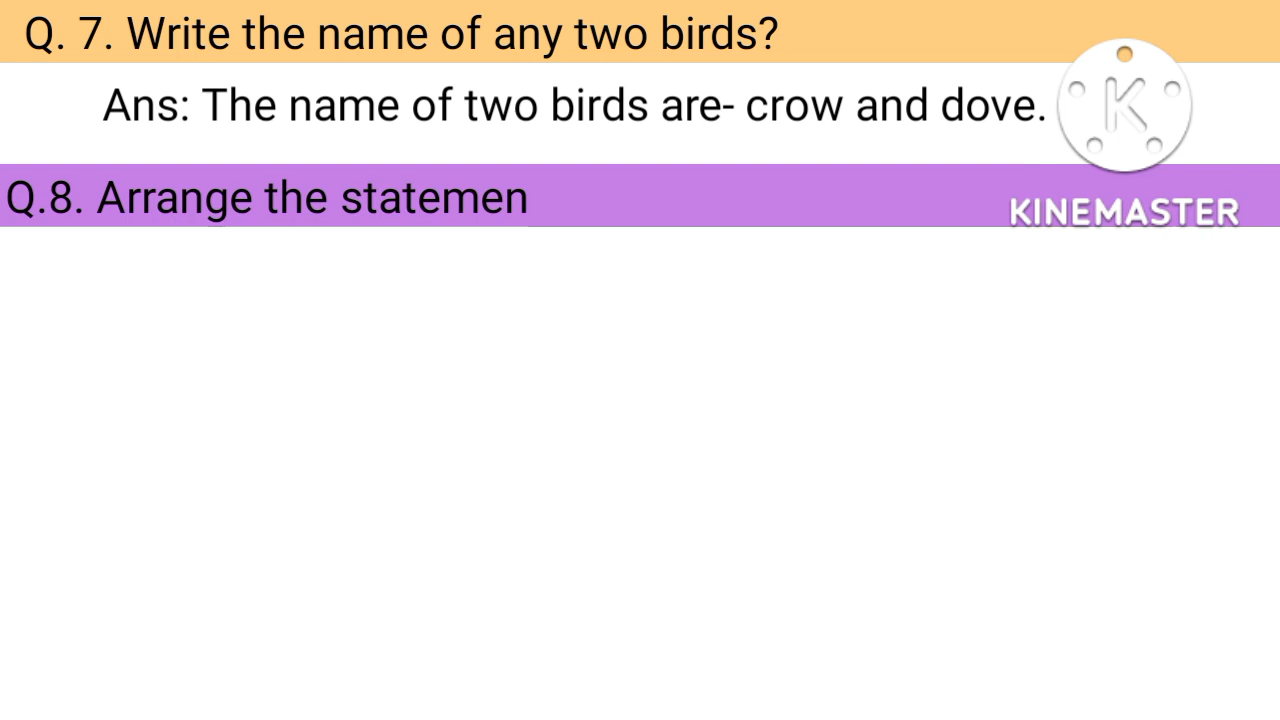 Q. 7. Write the name of any two birds?
Ans: The name of two birds are- crow and dove.
K
Q.8. Arrange the statemen
KINEMASTER